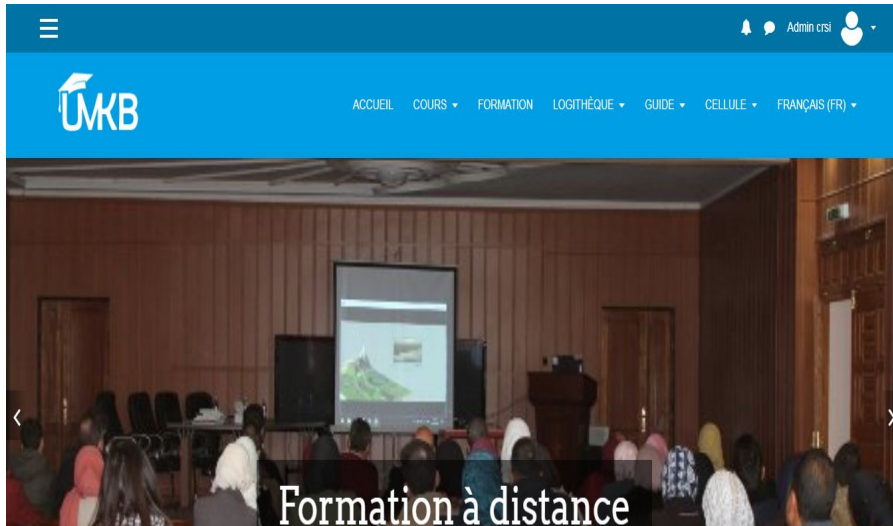 Admin crsi
UMKB
ACCUEIL COURS FORMATION LOGITHÈQUE GUIDE CELLULE FRANÇAIS (FR)
Formation à distance